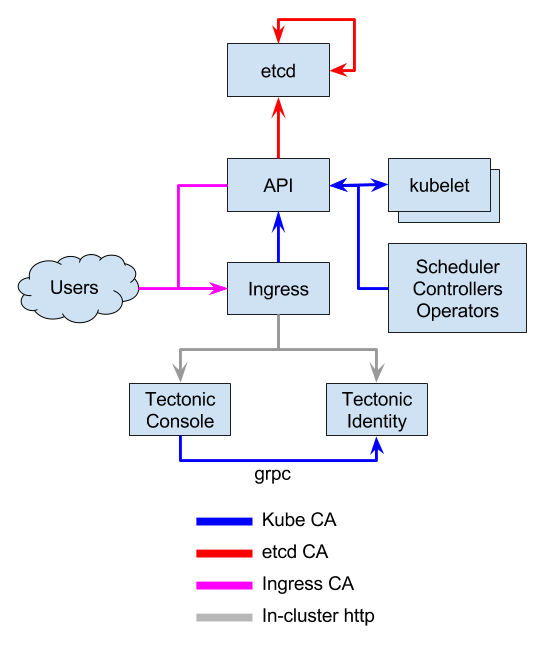 etcd
API
kubelet
Scheduler
Controllers
Operators
Users
Ingress
Tectonic
Console
Tectonic
Identity
grpc
Kube CA
etcd CA
Ingress CA
In-cluster http